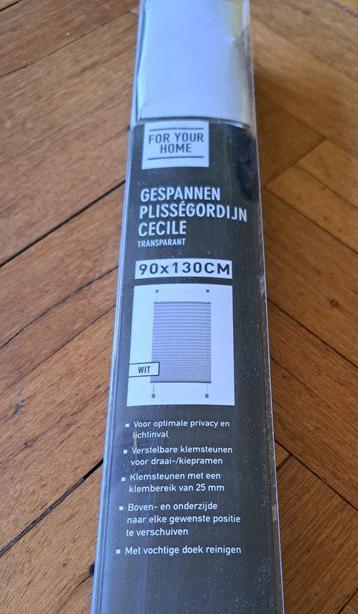 FOR YOUR
HOME
GESPANNEN
PLISSÉGORDIJN
CECILE
TRANSPARANT
90x130CM
WIT
Voor optimale privacy en
lichtinval
Verstelbare klemsteunen
voor draai-/kiepramen
Klemsteunen met een
klembereik van 25 mm
Boven- en onderzijde
naar elke gewenste positie
te verschuiven
Met vochtige doek reinigen